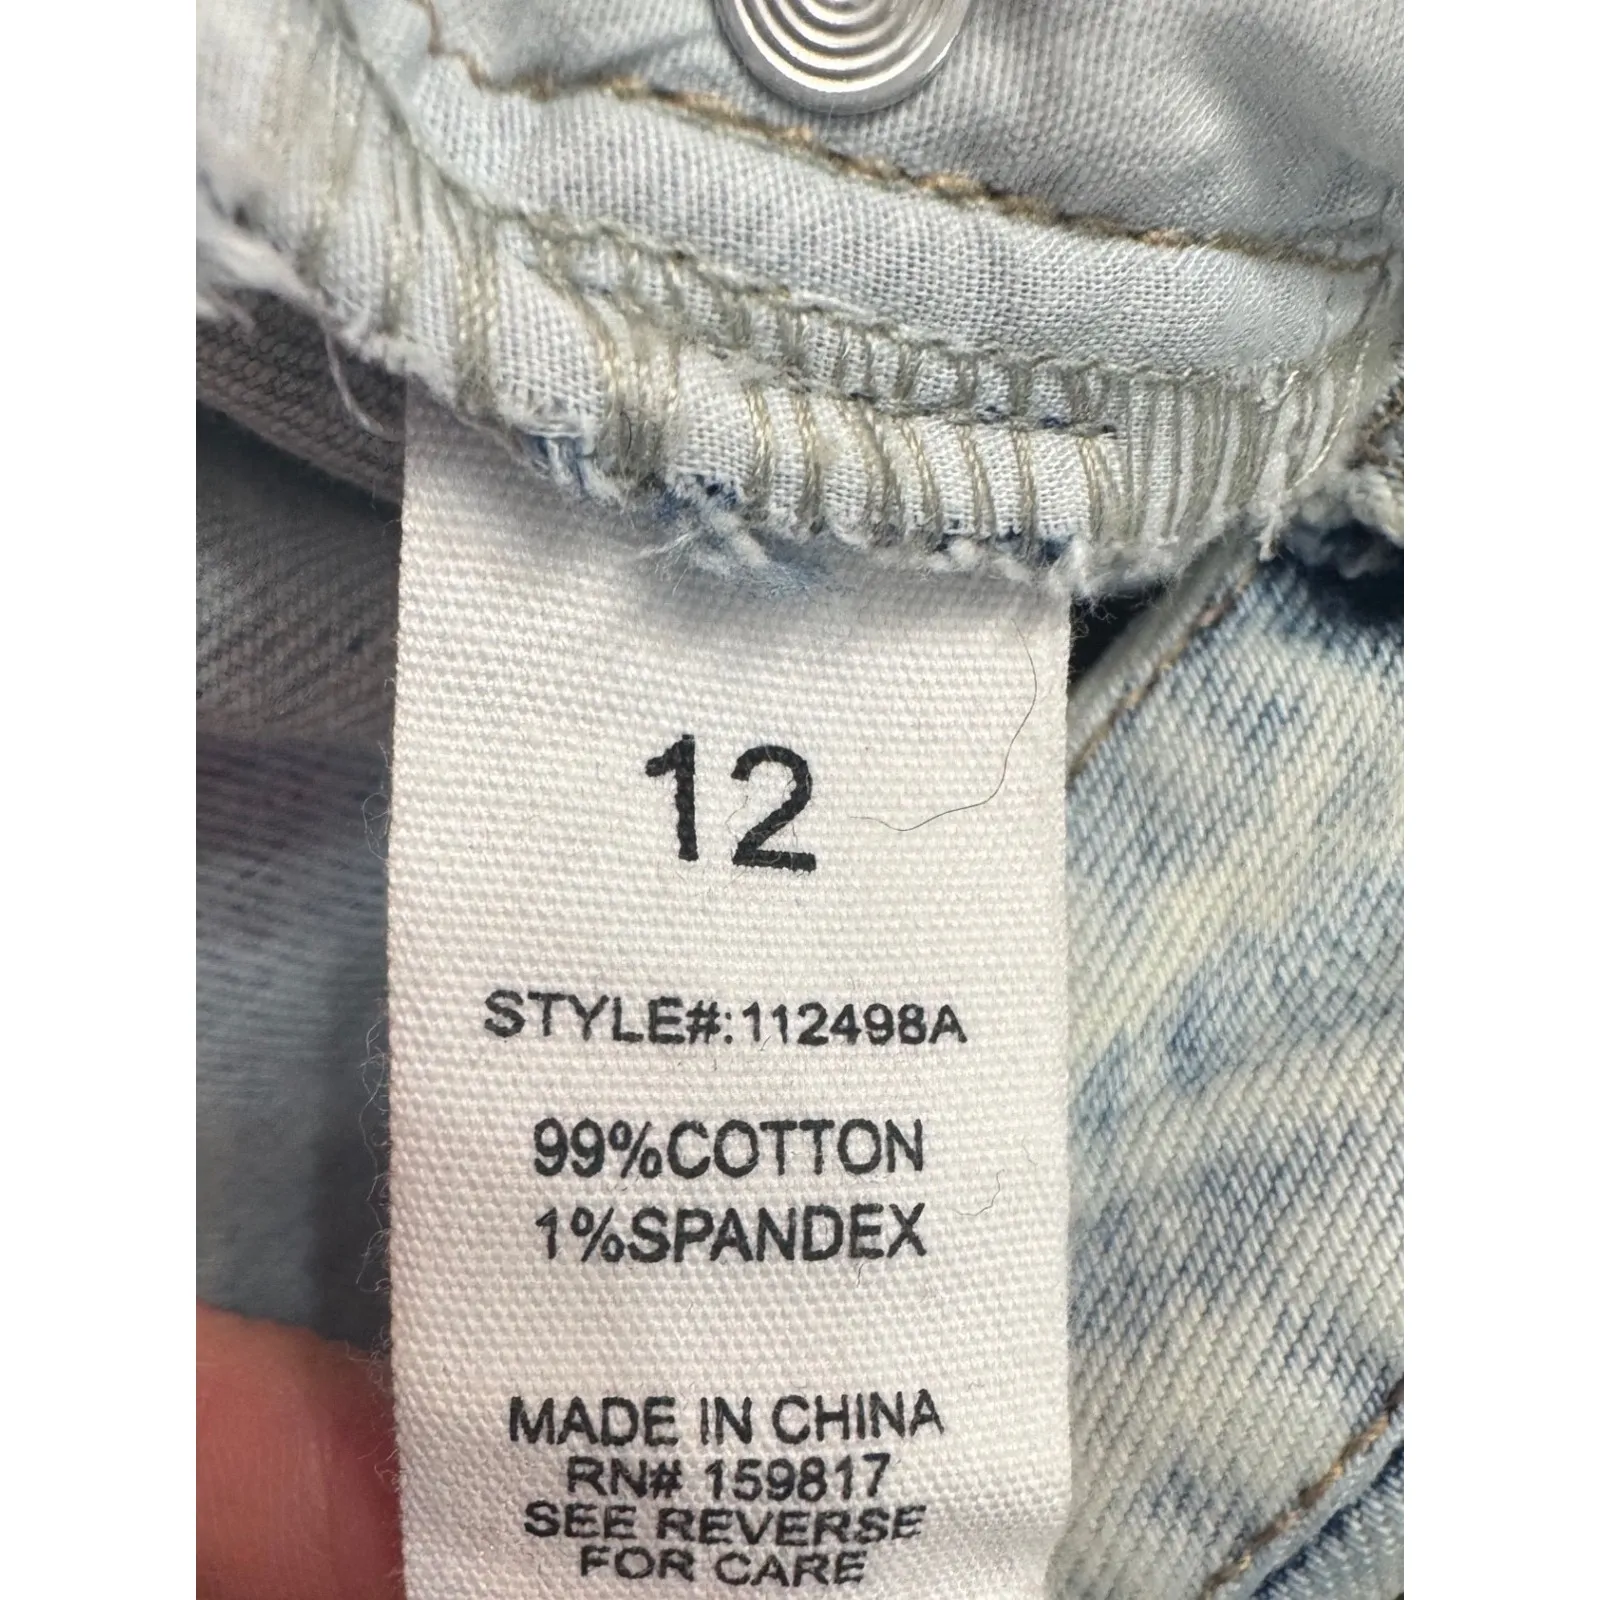 12
STYLE#:112498A
99%COTTON
1%SPANDEX
MADE IN CHINA
RN# 159817
SEE REVERSE
FOR CARE